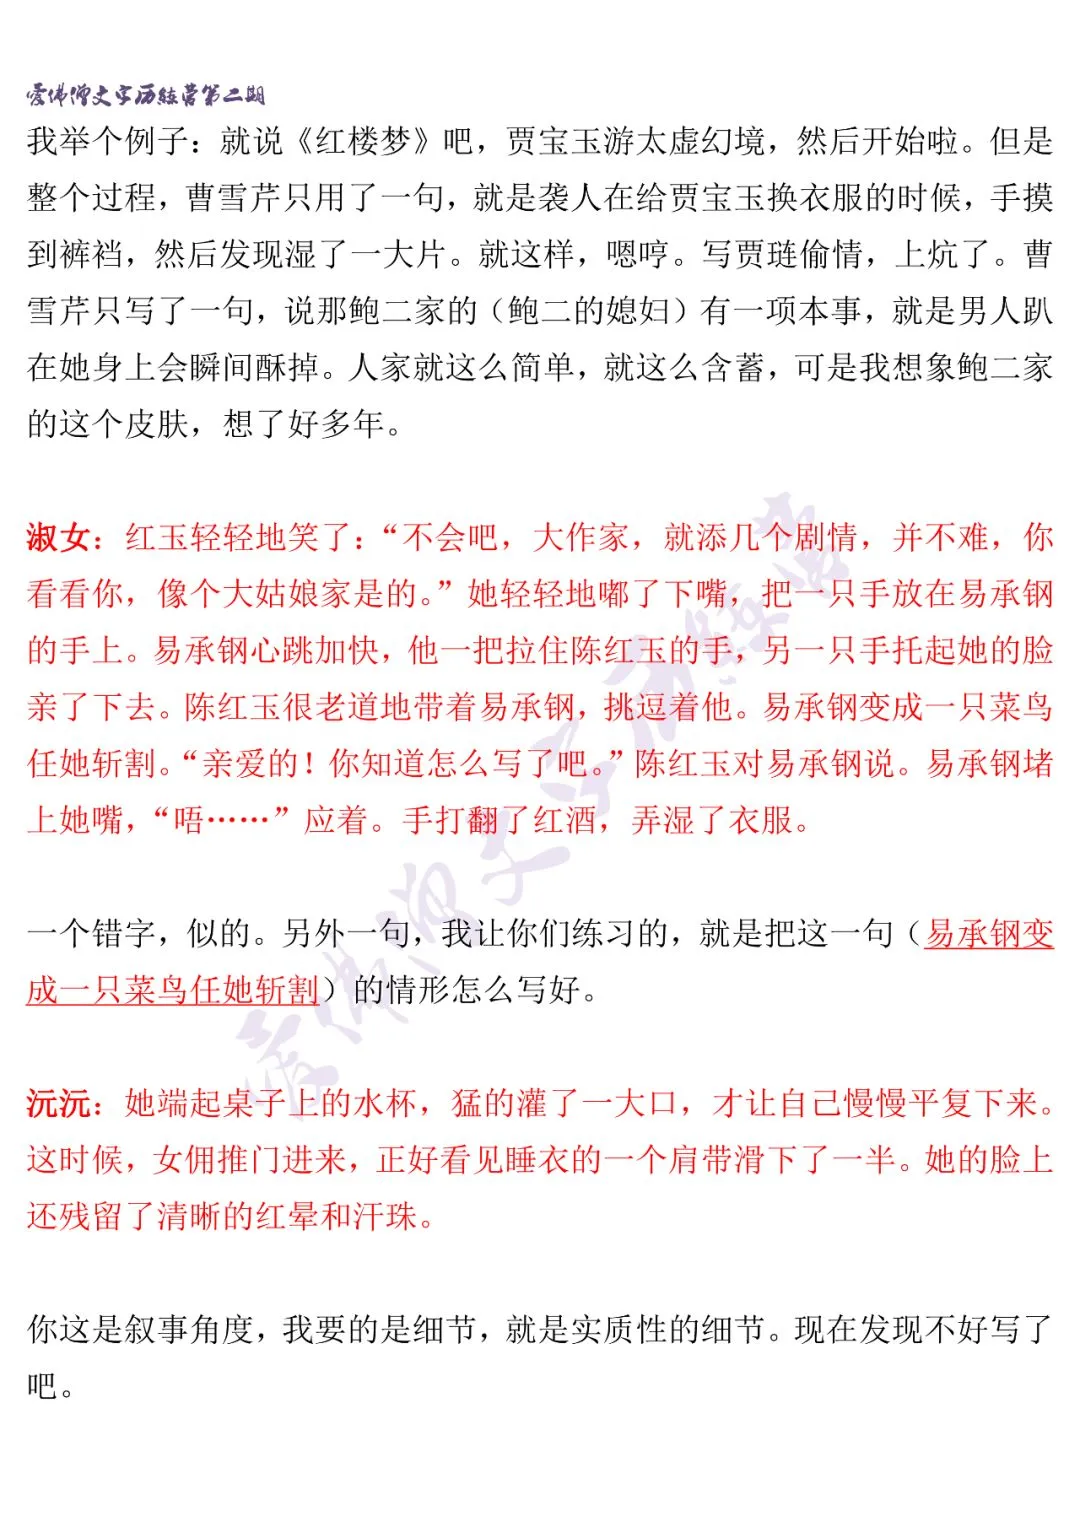 爱佛僧文字历练营第二期
我举个例子：就说《红楼梦》吧，贾宝玉游太虚幻境，然后开始啦。但是
整个过程，曹雪芹只用了一句，就是袭人在给贾宝玉换衣服的时候，手摸
到裤裆，然后发现湿了一大片。就这样，嗯哼。写贾琏偷情，上炕了。曹
雪芹只写了一句，说那鲍二家的（鲍二的媳妇）有一项本事，就是男人趴
在她身上会瞬间酥掉。人家就这么简单，就这么含蓄，可是我想象鲍二家
的这个皮肤，想了好多年。
淑女：红玉轻轻地笑了：“不会吧，大作家，就添几个剧情，并不难，你
看看你，像个大姑娘家是的。”她轻轻地嘟了下嘴，把一只手放在易承钢
的手上。易承钢心跳加快，他一把拉住陈红玉的手，另一只手托起她的脸
亲了下去。陈红玉很老道地带着易承钢，挑逗着他。易承钢变成一只菜鸟
任她斩割。“亲爱的！你知道怎么写了吧。”陈红玉对易承钢说。易承钢堵
上她嘴，“唔……”应着。手打翻了红酒，弄湿了衣服。
一个错字，似的。另外一句，我让你们练习的，就是把这一句（易承钢变
成一只菜鸟任她斩割）的情形怎么写好。
沅沅：她端起桌子上的水杯，猛的灌了一大口，才让自己慢慢平复下来。
这时候，女佣推门进来，正好看见睡衣的一个肩带滑下了一半。她的脸上
还残留了清晰的红晕和汗珠。
你这是叙事角度，我要的是细节，就是实质性的细节。现在发现不好写了
吧。